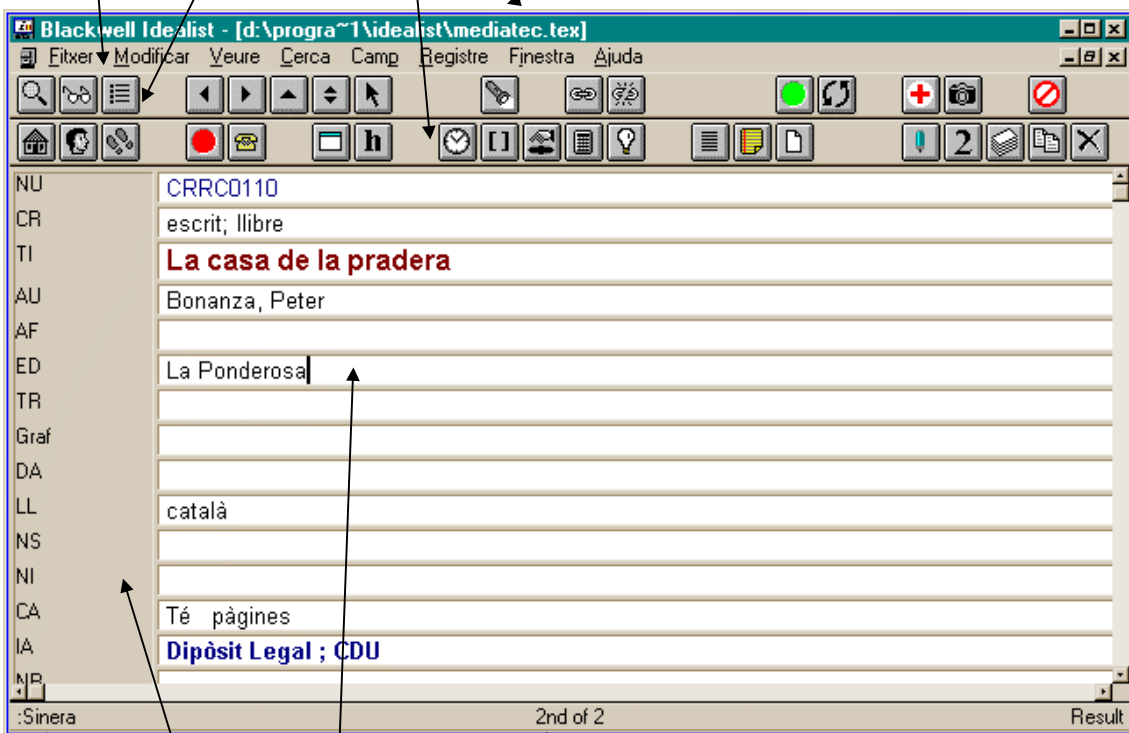 Blackwell Idealist - [d:\progra~1\idealist\mediatec.tex]
Fitxer Modificar Veure Cerca Camp Registre Finestra Ajuda
h [ ] 2
NU CRRC0110
CR escrit; llibre
TI La casa de la pradera
AU Bonanza, Peter
AF
ED La Ponderosa
TR
Graf
DA
LL català
NS
NI
CA Té pàgines
IA Dipòsit Legal ; CDU
NR
:Sinera 2nd of 2 Result